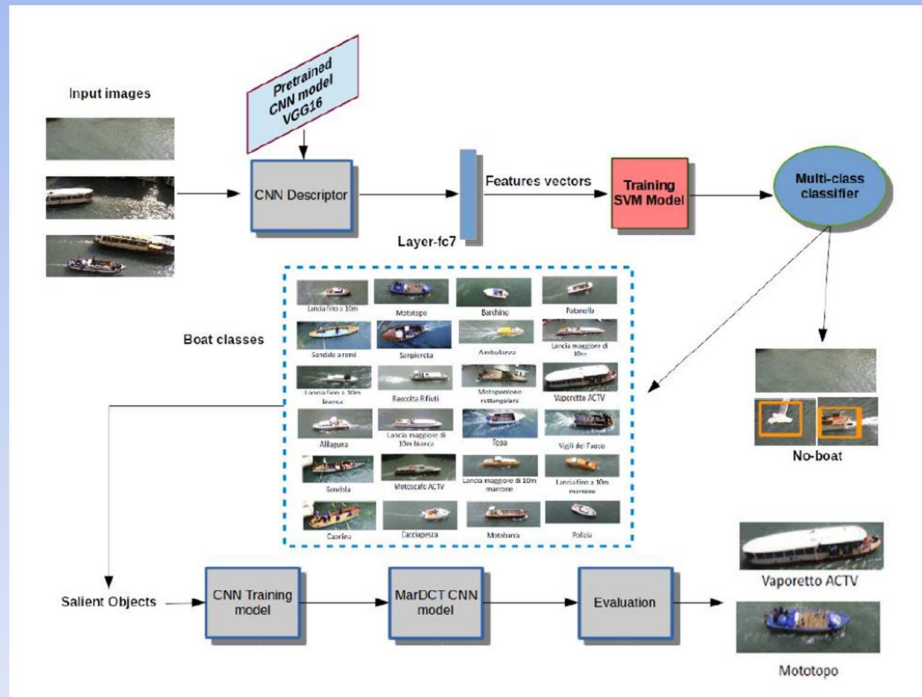 Input images
Pretrained
CNN model
VGG16
CNN Descriptor
Layer-fc7
Features vectors
Training
SVM Model
Multi-class
classifier
Boat classes
Lancia fino a 10m
Mototopo
Barchino
Patanella
Sandalo a remi
Sanpierota
Ambulanza
Lancia maggiore di
10m
Lancia fino a 10m
bianca
Raccolta Rifiuti
Motopontone
rettangolare
Vaporetto ACTV
Alilaguna
Lancia maggiore di
10m bianca
Topa
Vigili del Fuoco
Gondola
Motoscafo ACTV
Lancia maggiore di 10m
marrone
Lancia fino a 10m
marrone
Caorlina
Cacciapesca
Motobarca
Polizia
No-boat
Salient Objects
CNN Training
model
MarDCT CNN
model
Evaluation
Vaporetto ACTV
Mototopo